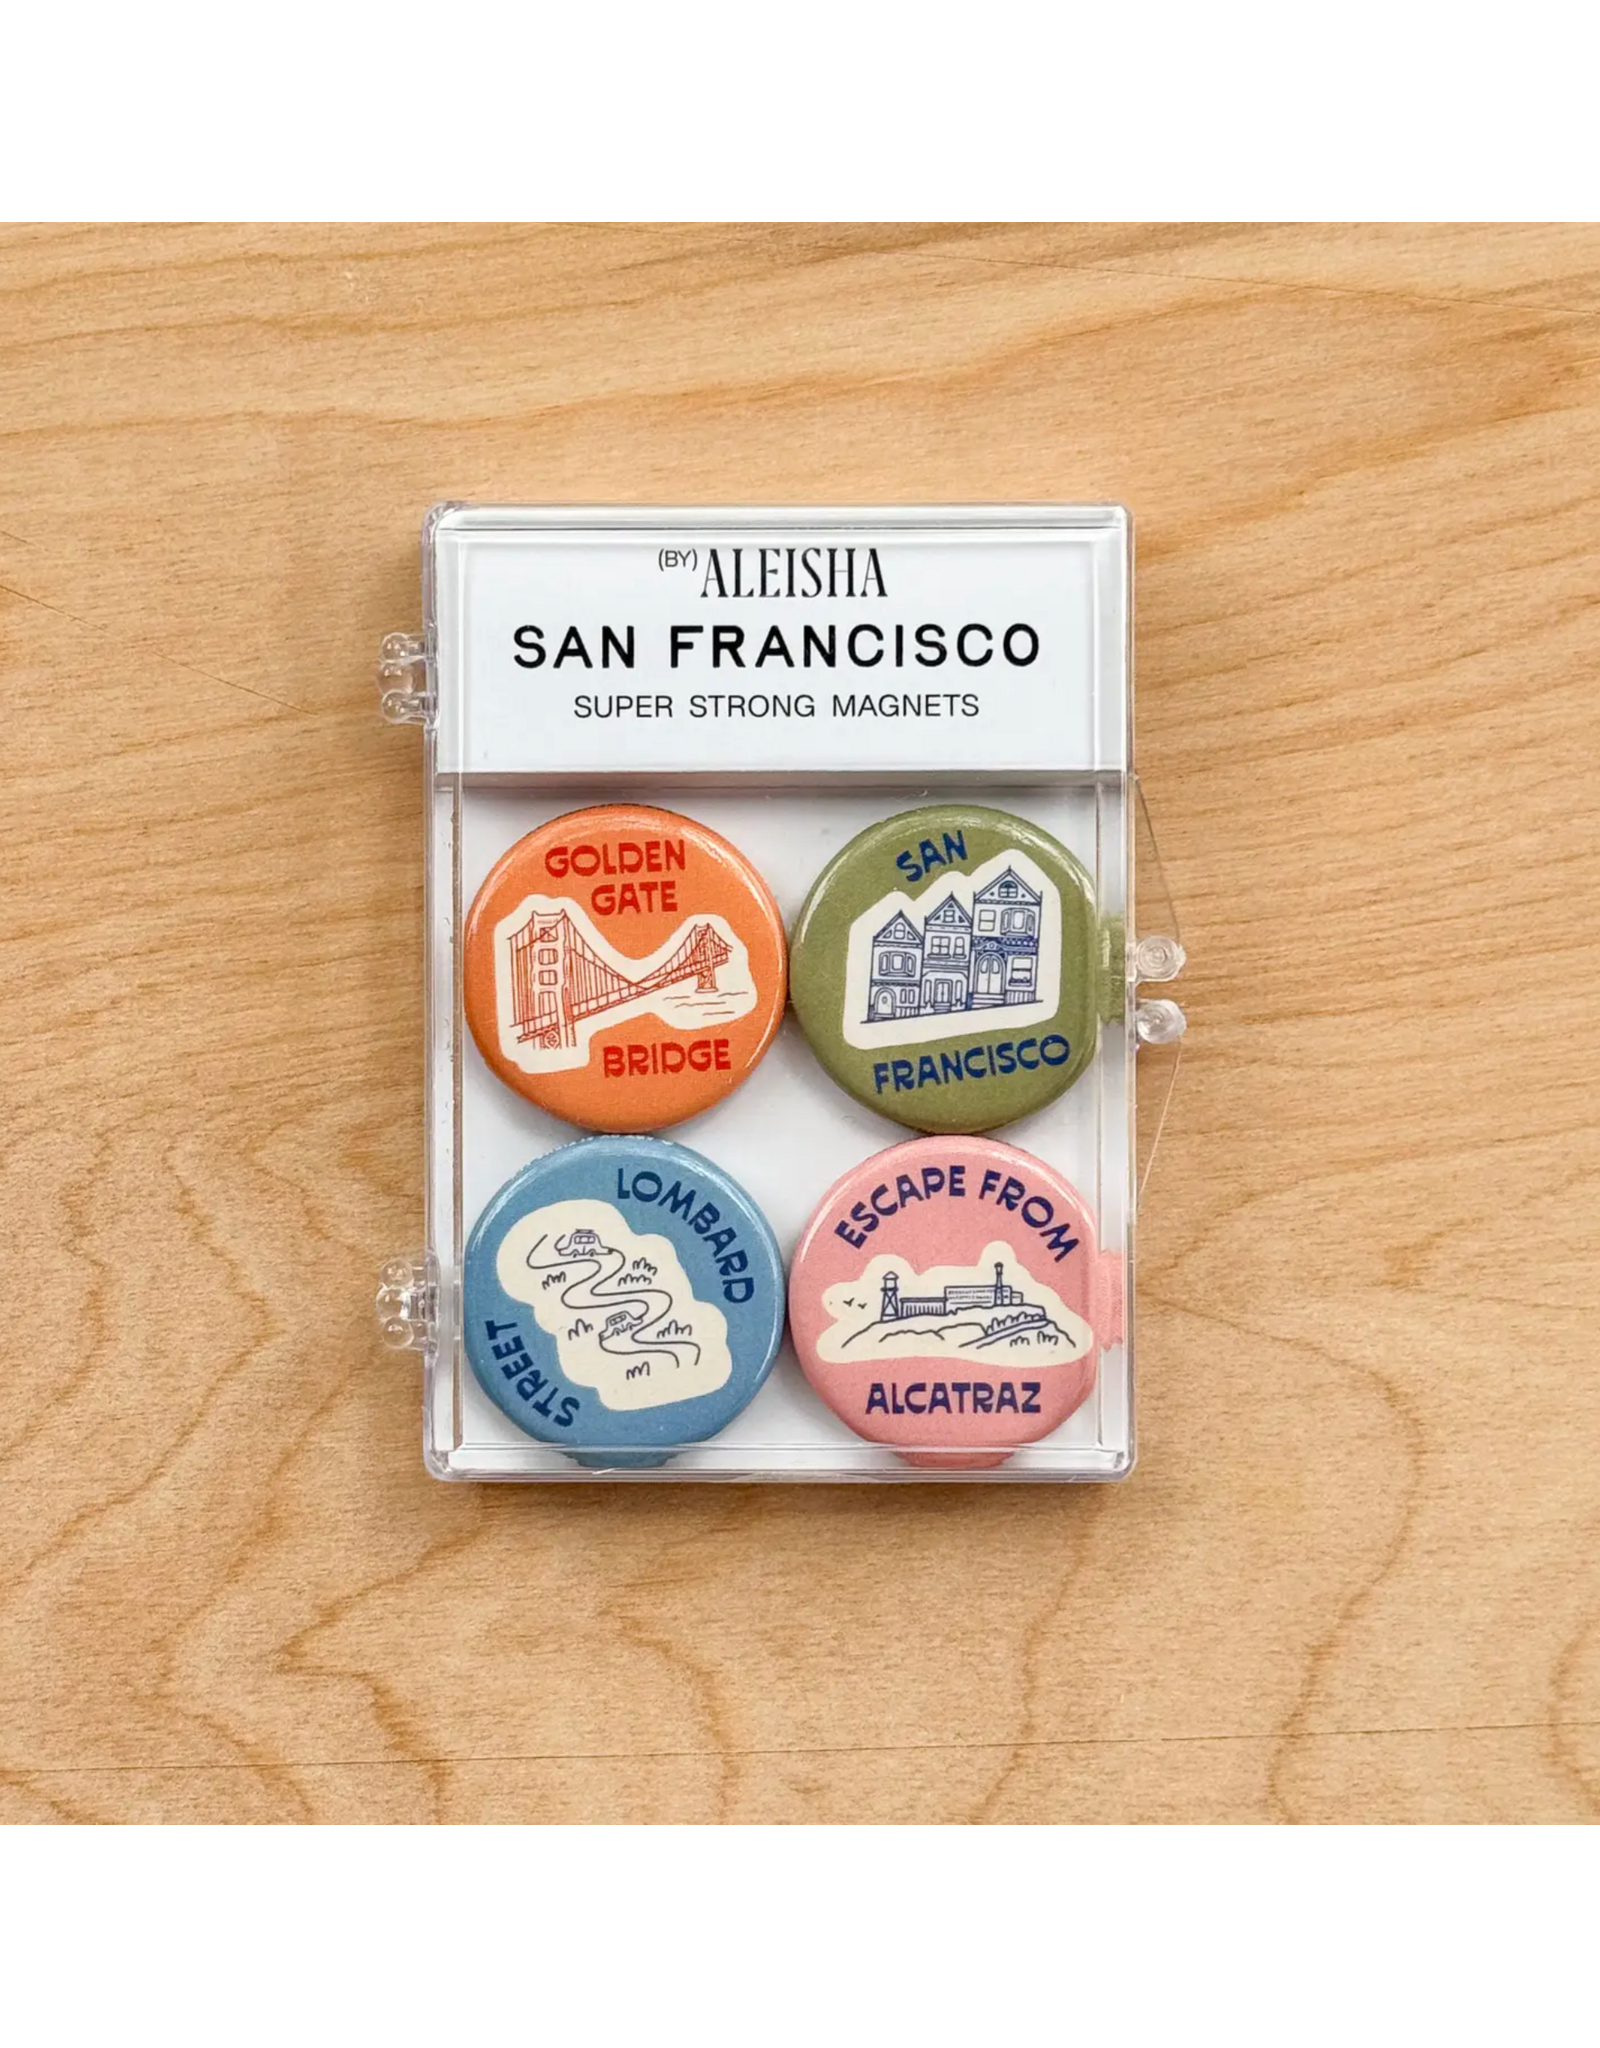 (BY) ALEISHA
SAN FRANCISCO
SUPER STRONG MAGNETS
GOLDEN
GATE
BRIDGE
SAN
FRANCISCO
LOMBARD
STREET
ESCAPE FROM
ALCATRAZ